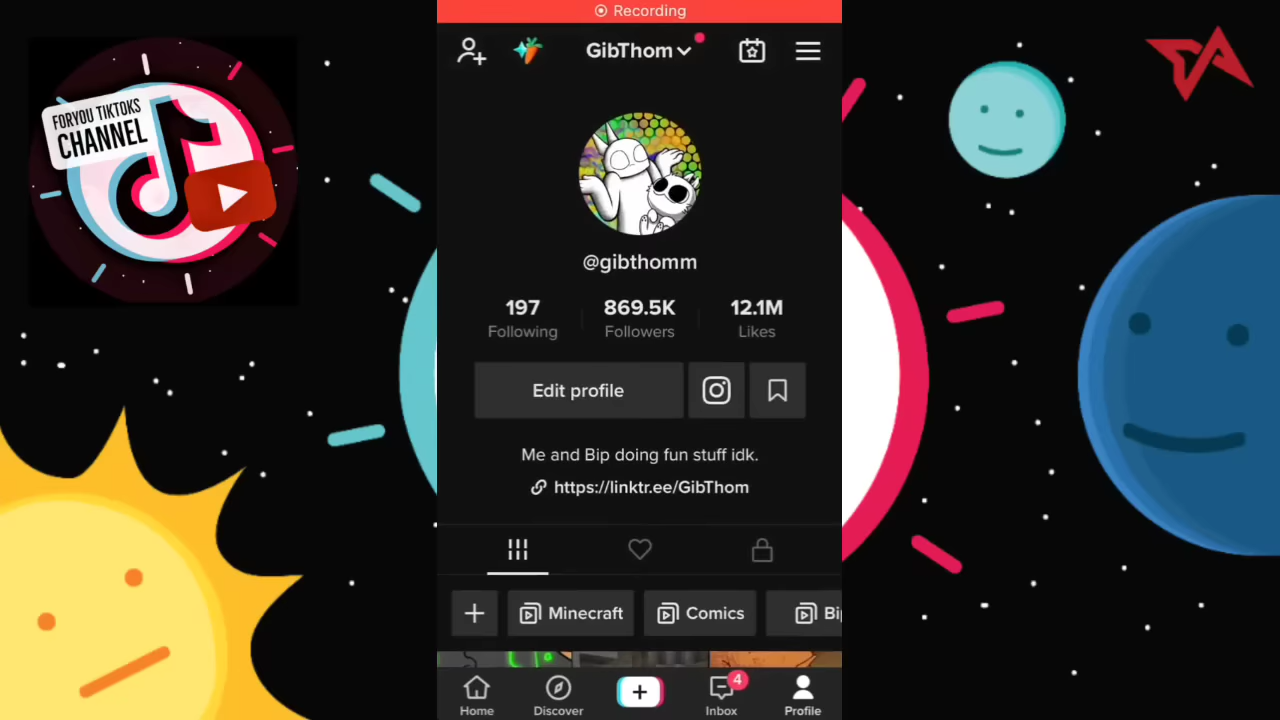 Recording
FORYOU TIKTOKS
CHANNEL
GibThom
@gibthomm
197
Following
869.5K
Followers
12.1M
Likes
Edit profile
Me and Bip doing fun stuff idk.
https://linktr.ee/GibThom
Minecraft
Comics
Bi
Home
Discover
4
Inbox
Profile